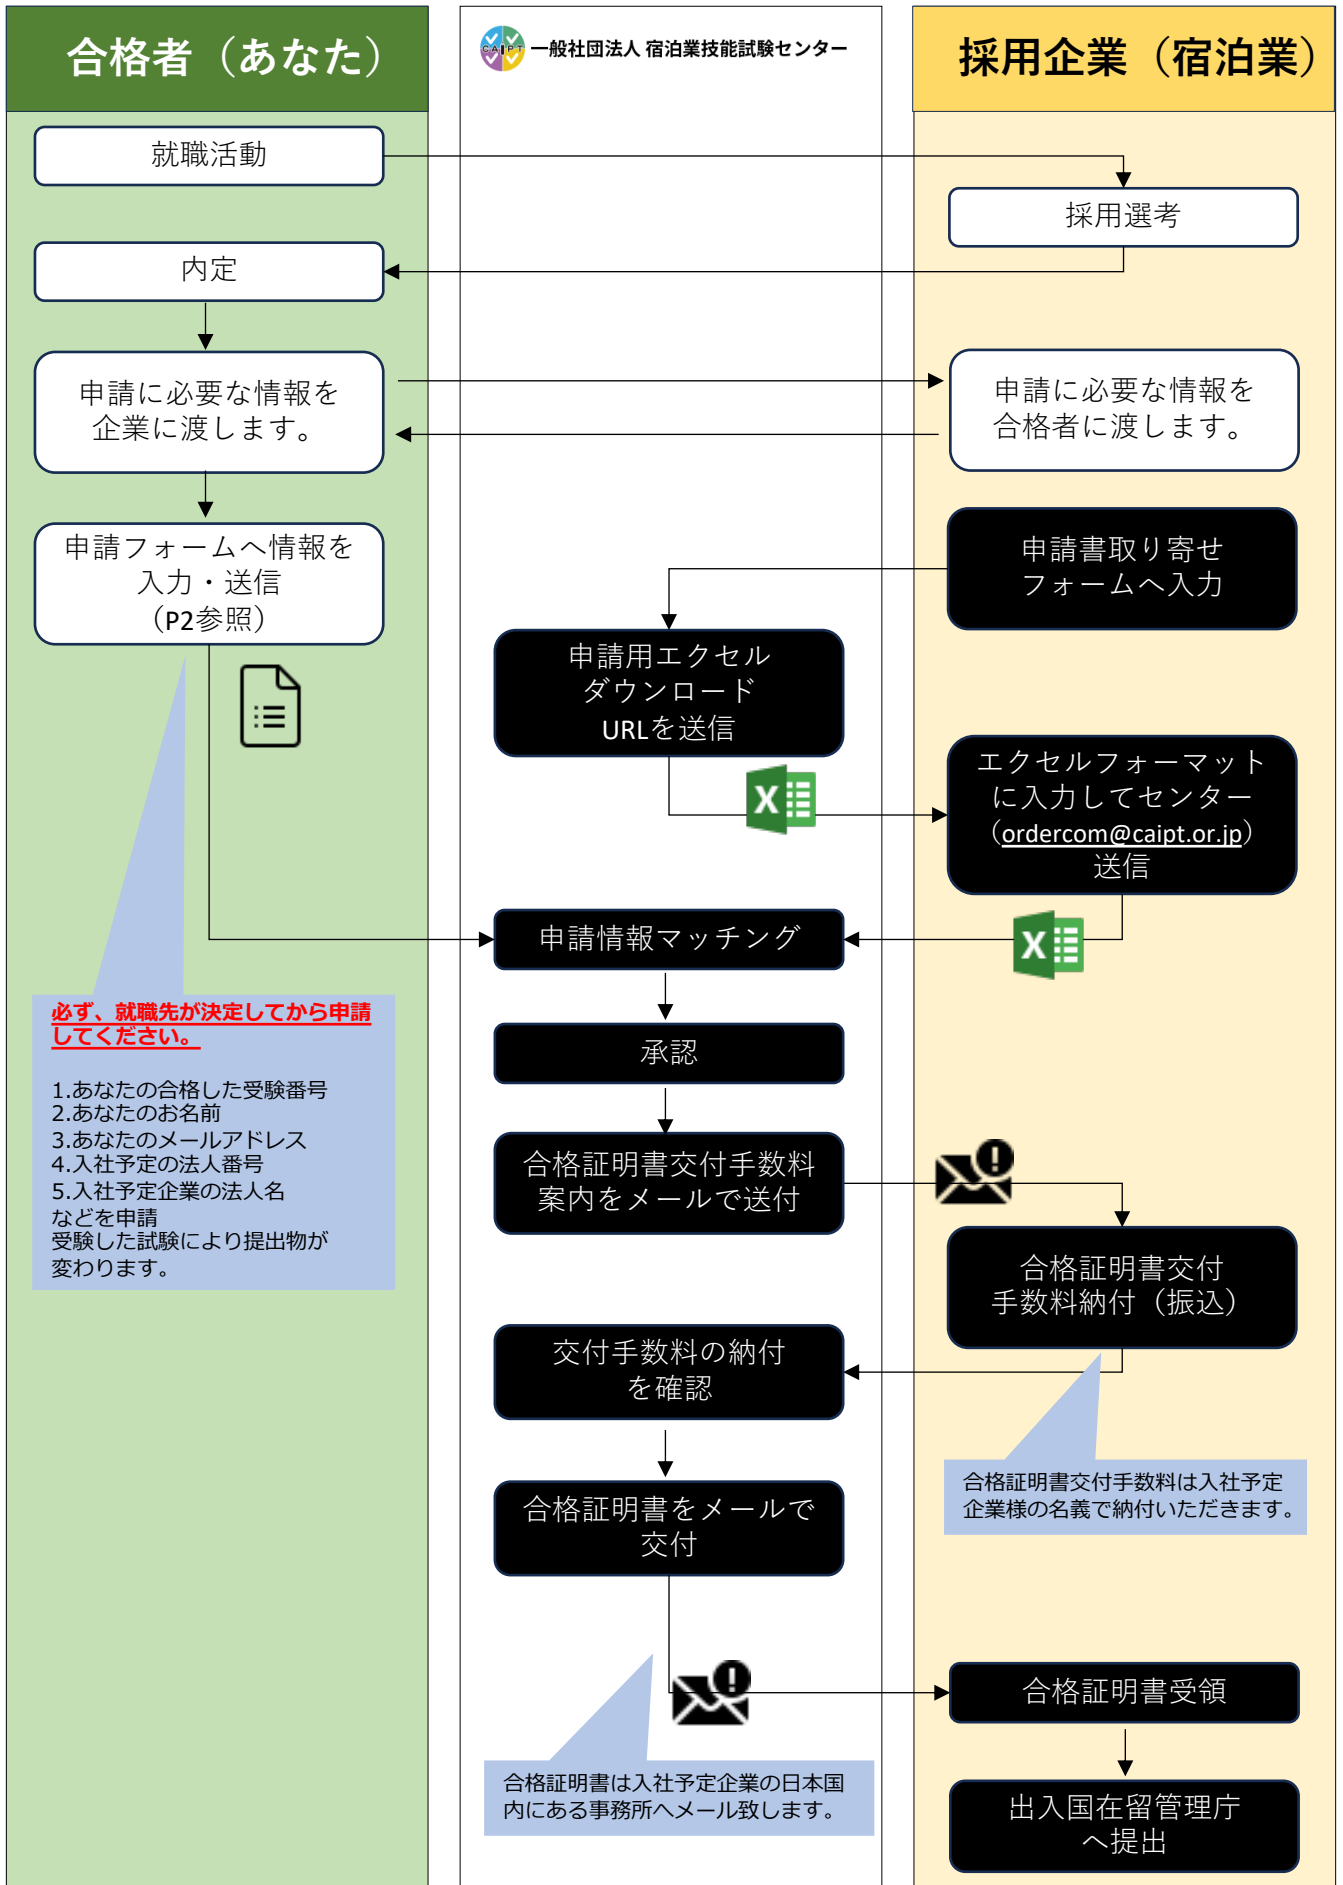 合格者（あなた）
CAIPT
一般社団法人 宿泊業技能試験センター
採用企業（宿泊業）
就職活動
採用選考
内定
申請に必要な情報を
企業に渡します。
申請に必要な情報を
合格者に渡します。
申請フォームへ情報を
入力・送信
（P2参照）
申請書取り寄せ
フォームへ入力
申請用エクセル
ダウンロード
URLを送信
X
エクセルフォーマット
に入力してセンター
（ordercom@caipt.or.jp）
送信
申請情報マッチング
X
必ず、就職先が決定してから申請
してください。
1.あなたの合格した受験番号
2.あなたのお名前
3.あなたのメールアドレス
4.入社予定の法人番号
5.入社予定企業の法人名
などを申請
受験した試験により提出物が
変わります。
承認
合格証明書交付手数料
案内をメールで送付
合格証明書交付
手数料納付（振込）
交付手数料の納付
を確認
合格証明書交付手数料は入社予定
企業様の名義で納付いただきます。
合格証明書をメールで
交付
合格証明書受領
合格証明書は入社予定企業の日本国
内にある事務所へメール致します。
出入国在留管理庁
へ提出